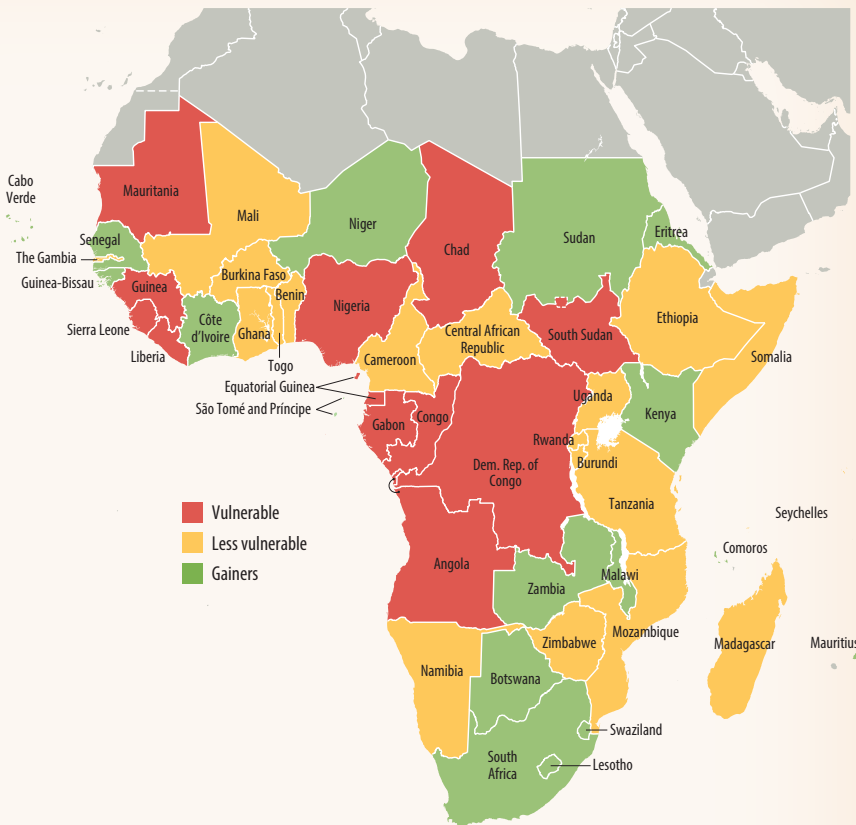 Cabo
Verde
Mauritania
Mali
Niger
Chad
Sudan
Eritrea
Senegal
The Gambia
Guinea-Bissau
Guinea
Burkina Faso
Benin
Nigeria
Sierra Leone
Côte
d'Ivoire
Ghana
Liberia
Togo
Cameroon
Central African
Republic
South Sudan
Ethiopia
Somalia
Equatorial Guinea
São Tomé and Príncipe
Gabon
Congo
Uganda
Kenya
Rwanda
Burundi
Dem. Rep. of
Congo
Tanzania
Seychelles
Vulnerable
Less vulnerable
Gainers
Comoros
Angola
Malawi
Zambia
Mozambique
Zimbabwe
Madagascar
Mauritius
Namibia
Botswana
Swaziland
South
Africa
Lesotho